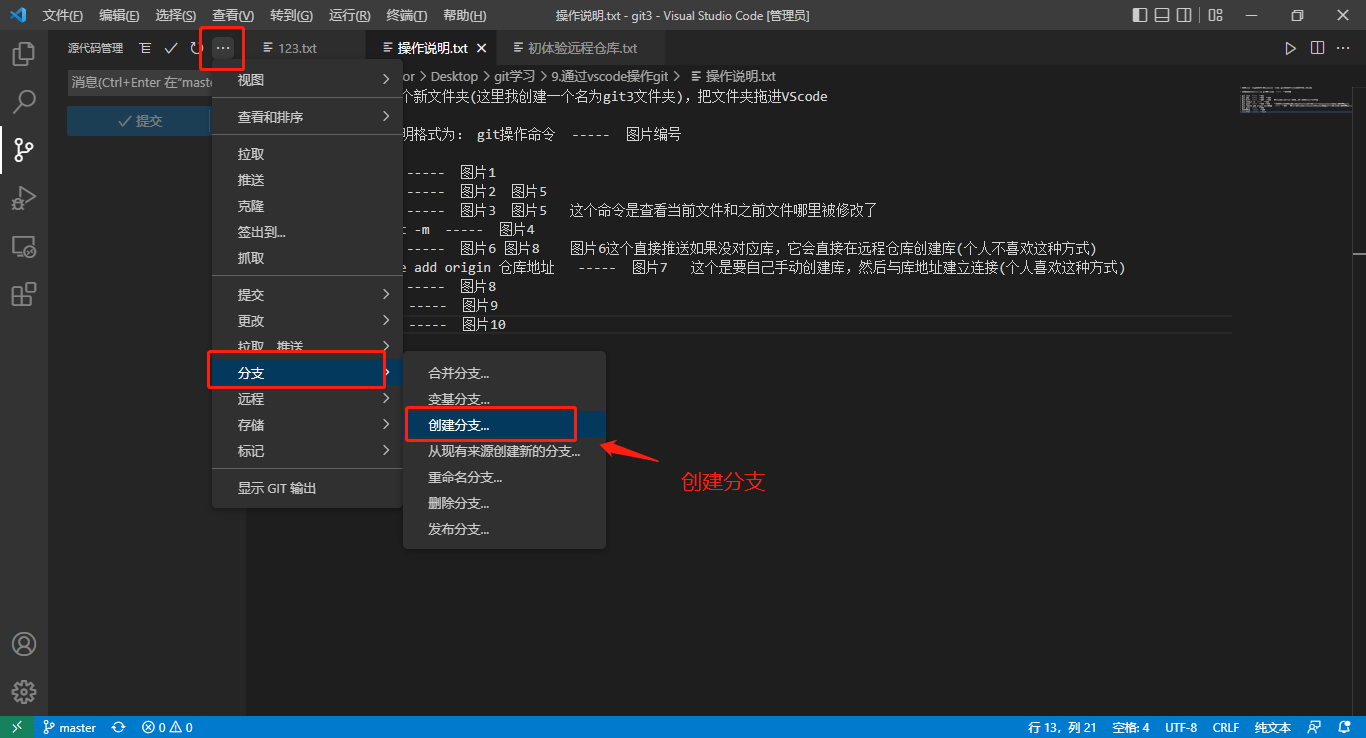 文件(F) 编辑(E) 选择(S) 查看(V) 转到(G) 运行(R) 终端(T) 帮助(H) 操作说明.txt - git3 - Visual Studio Code [管理员]
源代码管理 123.txt 操作说明.txt 初体验远程仓库.txt
消息(Ctrl+Enter 在"maste
提交
or > Desktop > git学习 > 9.通过vscode操作git > 操作说明.txt
个新文件夹(这里我创建一个名为git3文件夹), 把文件夹拖进VScode
明格式为: git操作命令 ----- 图片编号
----- 图片1
----- 图片2 图片5
----- 图片3 图片5 这个命令是查看当前文件和之前文件哪里被修改了
-m ----- 图片4
----- 图片6 图片8 图片6这个直接推送如果没对应库, 它会直接在远程仓库创建库(个人不喜欢这种方式)
e add origin 仓库地址 ----- 图片7 这个是要自己手动创建库, 然后与库地址建立连接(个人喜欢这种方式)
----- 图片8
----- 图片9
----- 图片10
视图
查看和排序
拉取
推送
克隆
签出到...
抓取
提交
更改
拉取、推送
分支
远程
存储
标记
显示 GIT 输出
合并分支...
变基分支...
创建分支...
从现有来源创建新的分支...
重命名分支...
删除分支...
发布分支...
创建分支
master 0 0 行 13, 列 21 空格: 4 UTF-8 CRLF 纯文本